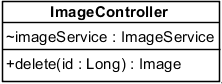 ImageController
~imageService : ImageService
+delete(id : Long) : Image